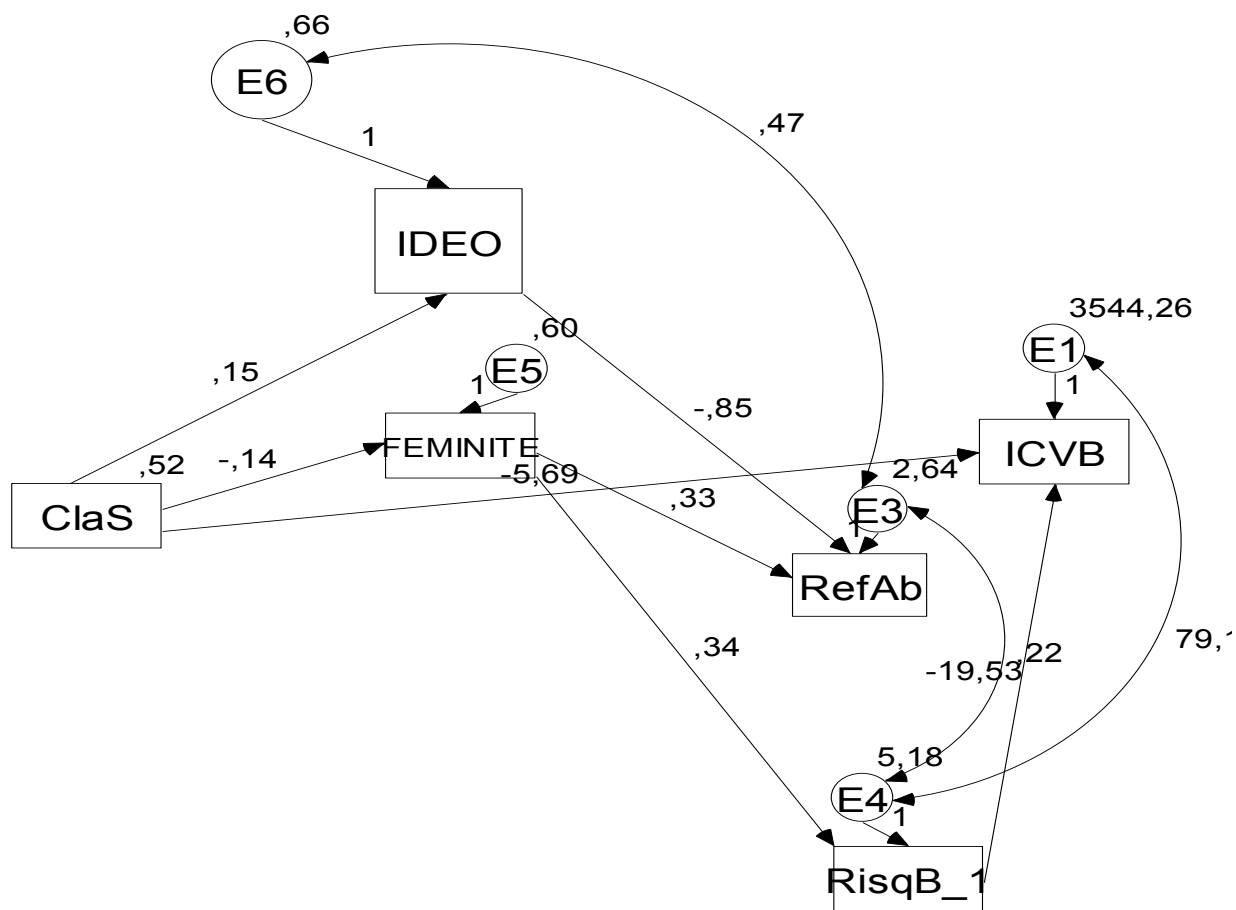 ,66
E6
,47
1
IDEO
3544,26
,60
E1
E5
,15
1
1
-,85
FEMINITE
ICVB
,52
-,14
-5,69
2,64
ClaS
,33
E3
1
RefAb
,34
-19,53
,22
79,1
5,18
E4
1
RisqB_1